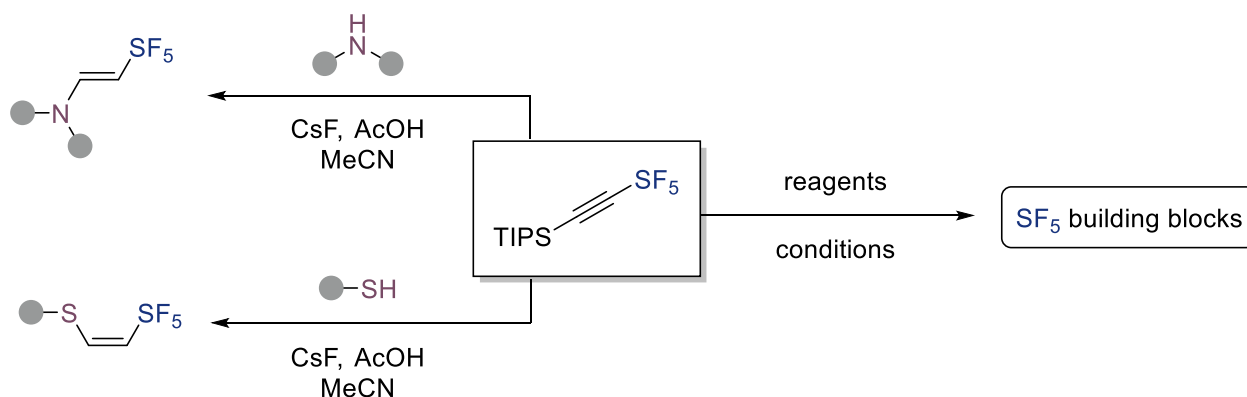 SF5
H
N
N
CsF, AcOH
MeCN
SF5
TIPS
reagents
conditions
SF5 building blocks
SH
S
SF5
CsF, AcOH
MeCN